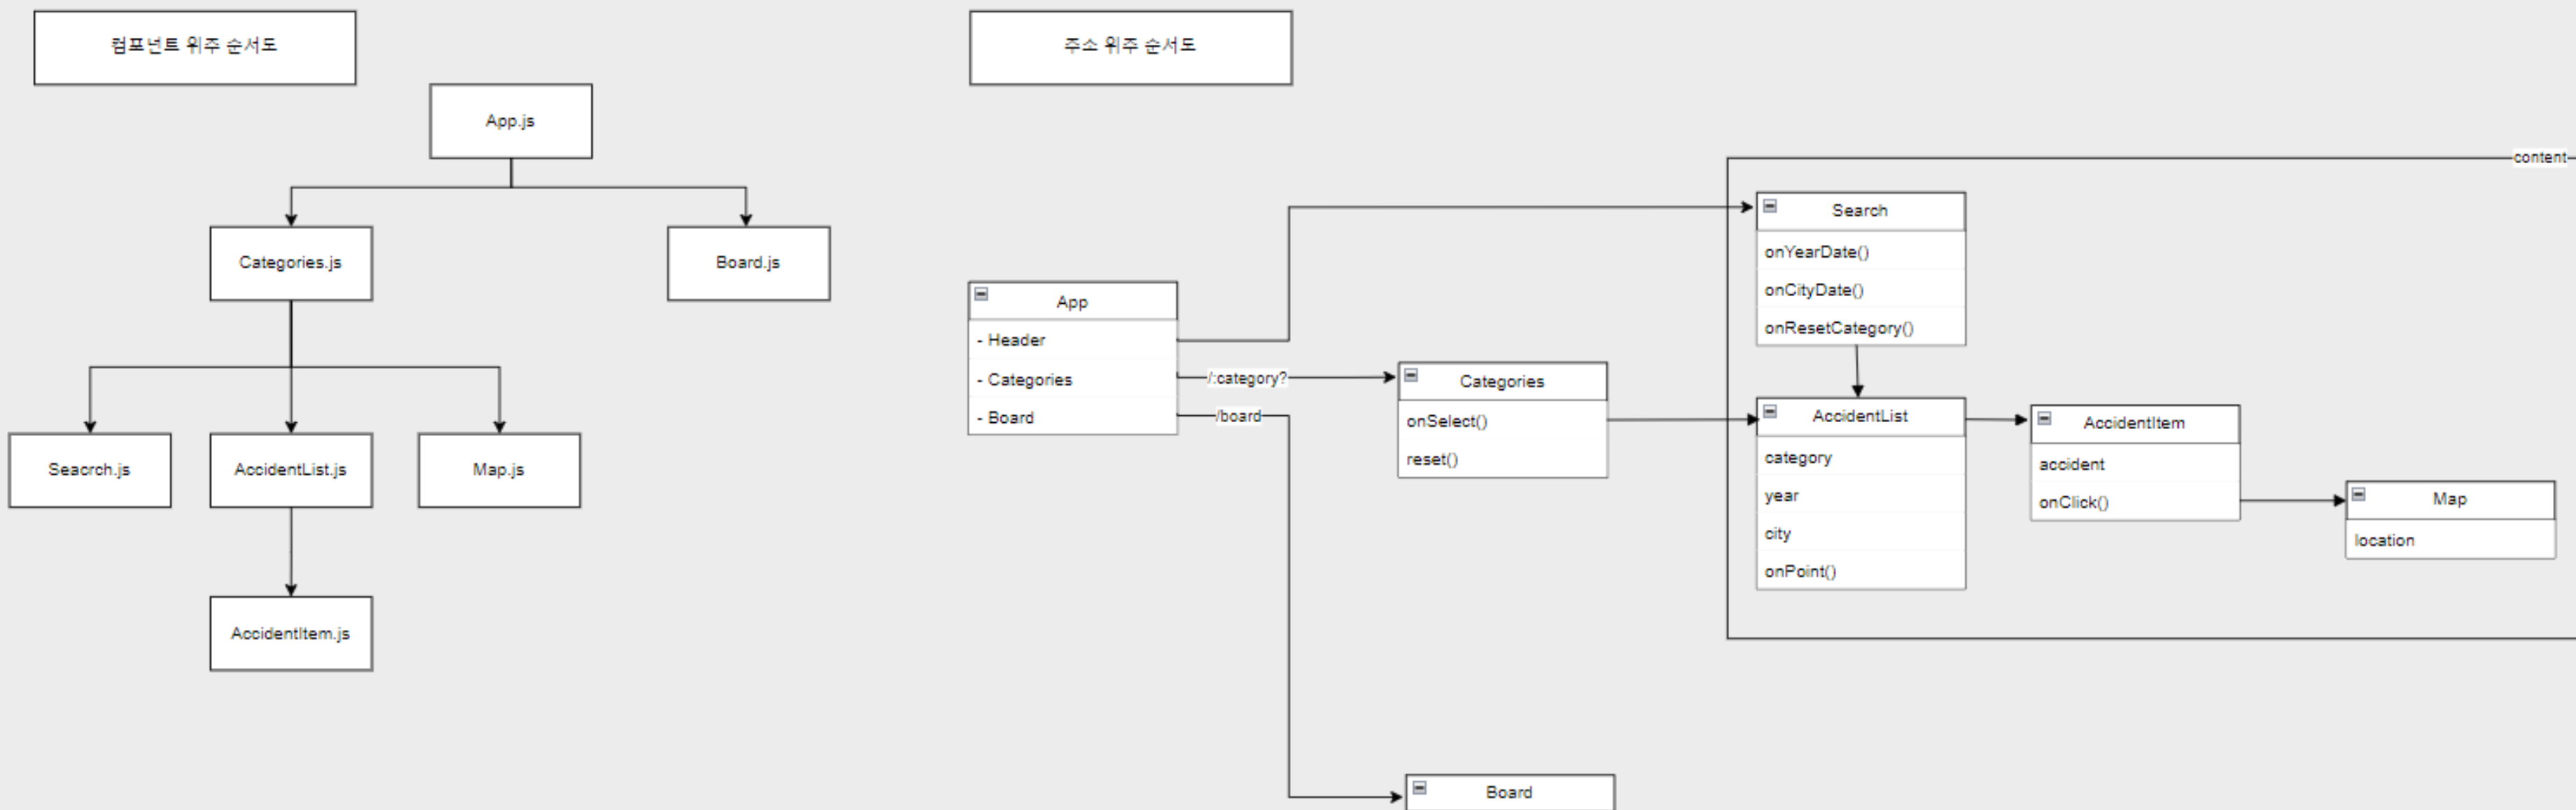 컴포넌트 위주 순서도
App.js
Categories.js
Board.js
Seacrch.js
AccidentList.js
Map.js
AccidentItem.js
주소 위주 순서도
content
App
- Header
- Categories
- Board
/:category?
/board
Categories
onSelect()
reset()
Search
onYearDate()
onCityDate()
onResetCategory()
AccidentList
category
year
city
onPoint()
AccidentItem
accident
onClick()
Map
location
Board